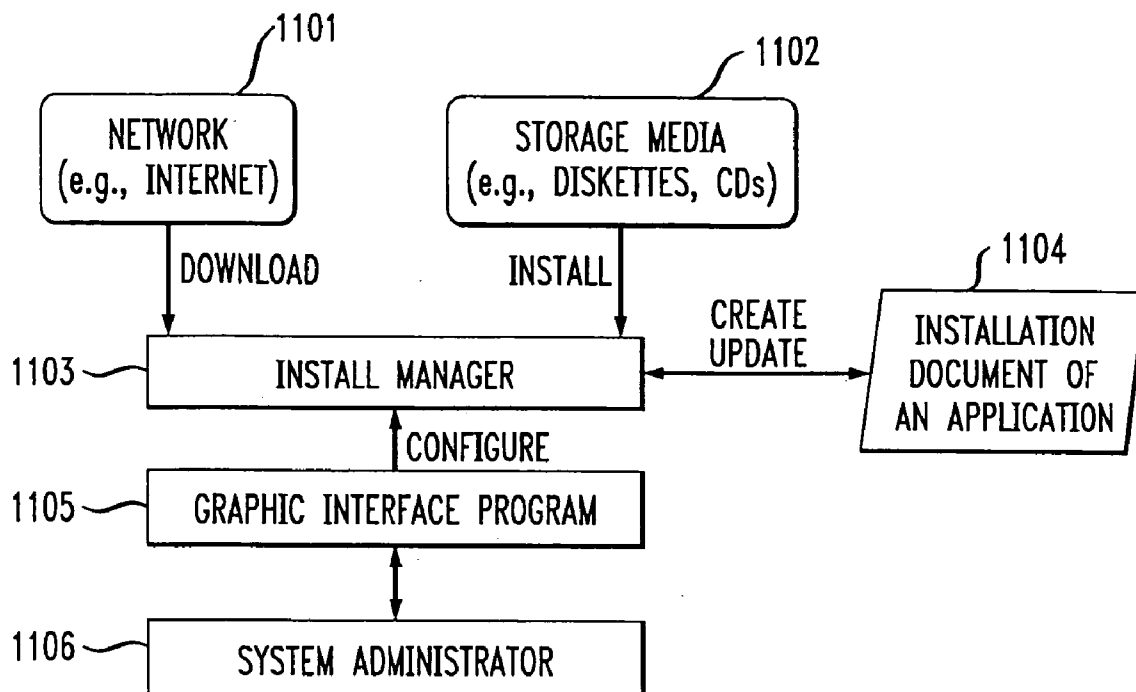 1101
1102
NETWORK
(e.g., INTERNET)
STORAGE MEDIA
(e.g., DISKETTES, CDs)
DOWNLOAD
INSTALL
1104
CREATE
UPDATE
INSTALLATION
DOCUMENT OF
AN APPLICATION
1103
INSTALL MANAGER
CONFIGURE
1105
GRAPHIC INTERFACE PROGRAM
1106
SYSTEM ADMINISTRATOR